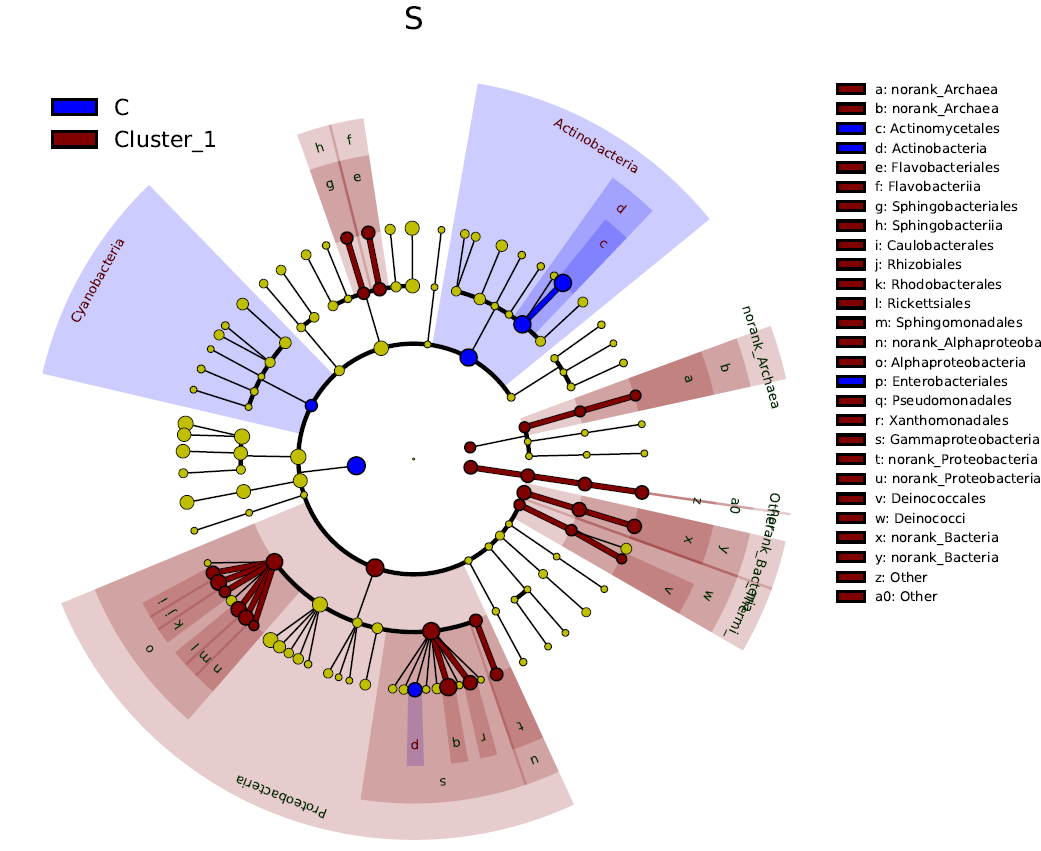 S
C
Cluster_1
Actinobacteria
Cyanobacteria
norank_Archaea
Other
Proteobacteria
h
f
g
e
d
c
a
b
z
a0
x
y
v
w
i
j
k
l
m
n
o
p
q
r
s
t
u
a: norank_Archaea
b: norank_Archaea
c: Actinomycetales
d: Actinobacteria
e: Flavobacteriales
f: Flavobacteriia
g: Sphingobacteriales
h: Sphingobacteriia
i: Caulobacterales
j: Rhizobiales
k: Rhodobacterales
l: Rickettsiales
m: Sphingomonadales
n: norank_Alphaproteoba
o: Alphaproteobacteria
p: Enterobacteriales
q: Pseudomonadales
r: Xanthomonadales
s: Gammaproteobacteria
t: norank_Proteobacteria
u: norank_Proteobacteria
v: Deinococcales
w: Deinococci
x: norank_Bacteria
y: norank_Bacteria
z: Other
a0: Other